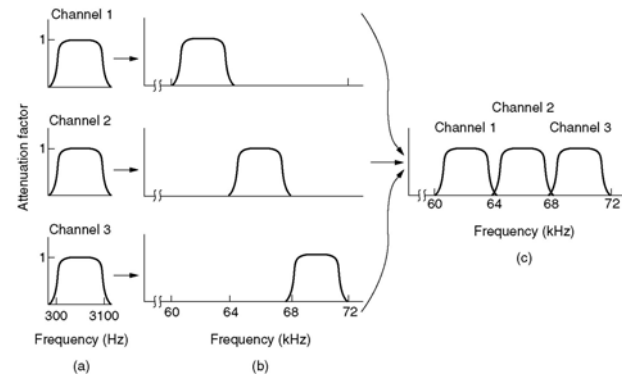 Channel 1
1
Channel 2
1
Attenuation factor
Channel 3
1
300 3100
Frequency (Hz)
(a)
60 64 68 72
Frequency (kHz)
(b)
Channel 2
Channel 1 Channel 3
60 64 68 72
Frequency (kHz)
(c)